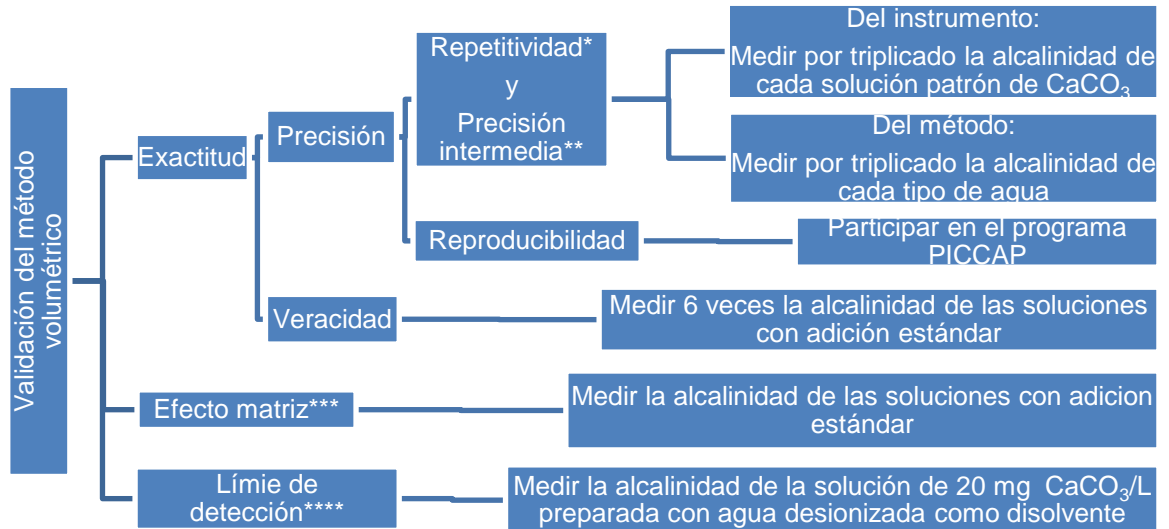 Validación del método
volumétrico
Exactitud
Precisión
Repetitividad*
y
Precisión
intermedia**
Del instrumento:
Medir por triplicado la alcalinidad de
cada solución patrón de CaCO₃
Del método:
Medir por triplicado la alcalinidad de
cada tipo de agua
Reproducibilidad
Participar en el programa
PICCAP
Veracidad
Medir 6 veces la alcalinidad de las soluciones
con adición estándar
Efecto matriz***
Medir la alcalinidad de las soluciones con adicion
estándar
Límie de
detección****
Medir la alcalinidad de la solución de 20 mg CaCO₃/L
preparada con agua desionizada como disolvente